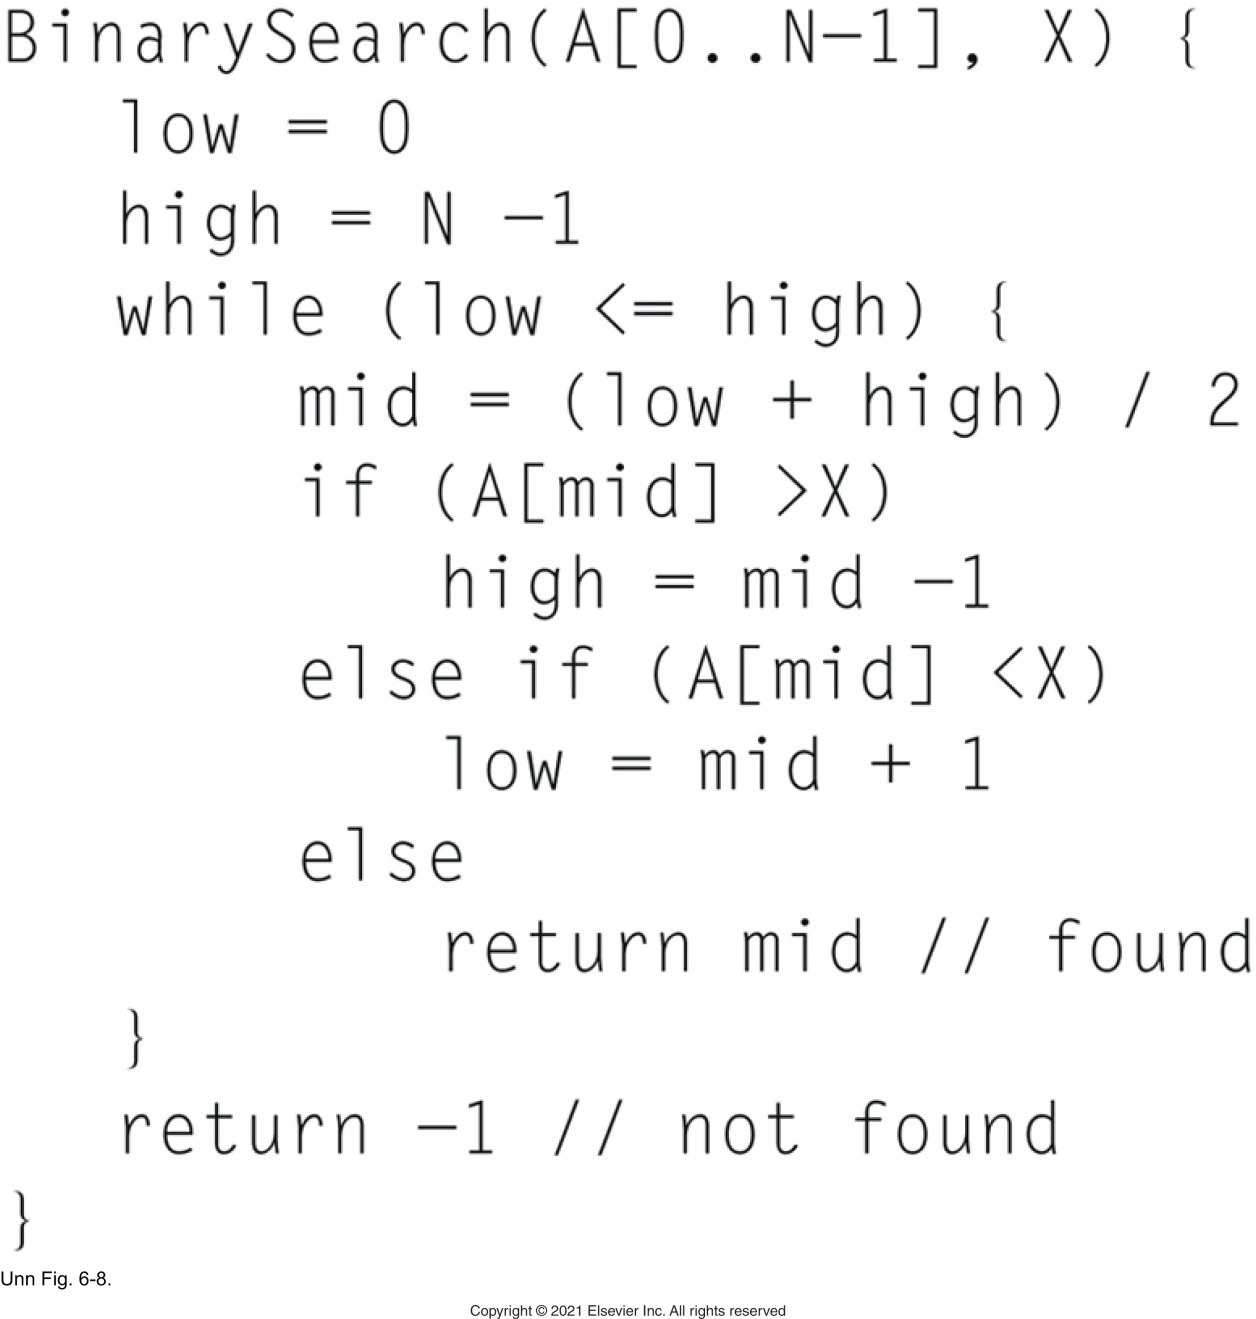 BinarySearch(A[0..N−1], X) {
   low = 0
   high = N −1
   while (low <= high) {
       mid = (low + high) / 2
       if (A[mid] >X)
          high = mid −1
       else if (A[mid] <X)
          low = mid + 1
       else
          return mid // found
   }
   return −1 // not found
}
Unn Fig. 6-8.
Copyright © 2021 Elsevier Inc. All rights reserved